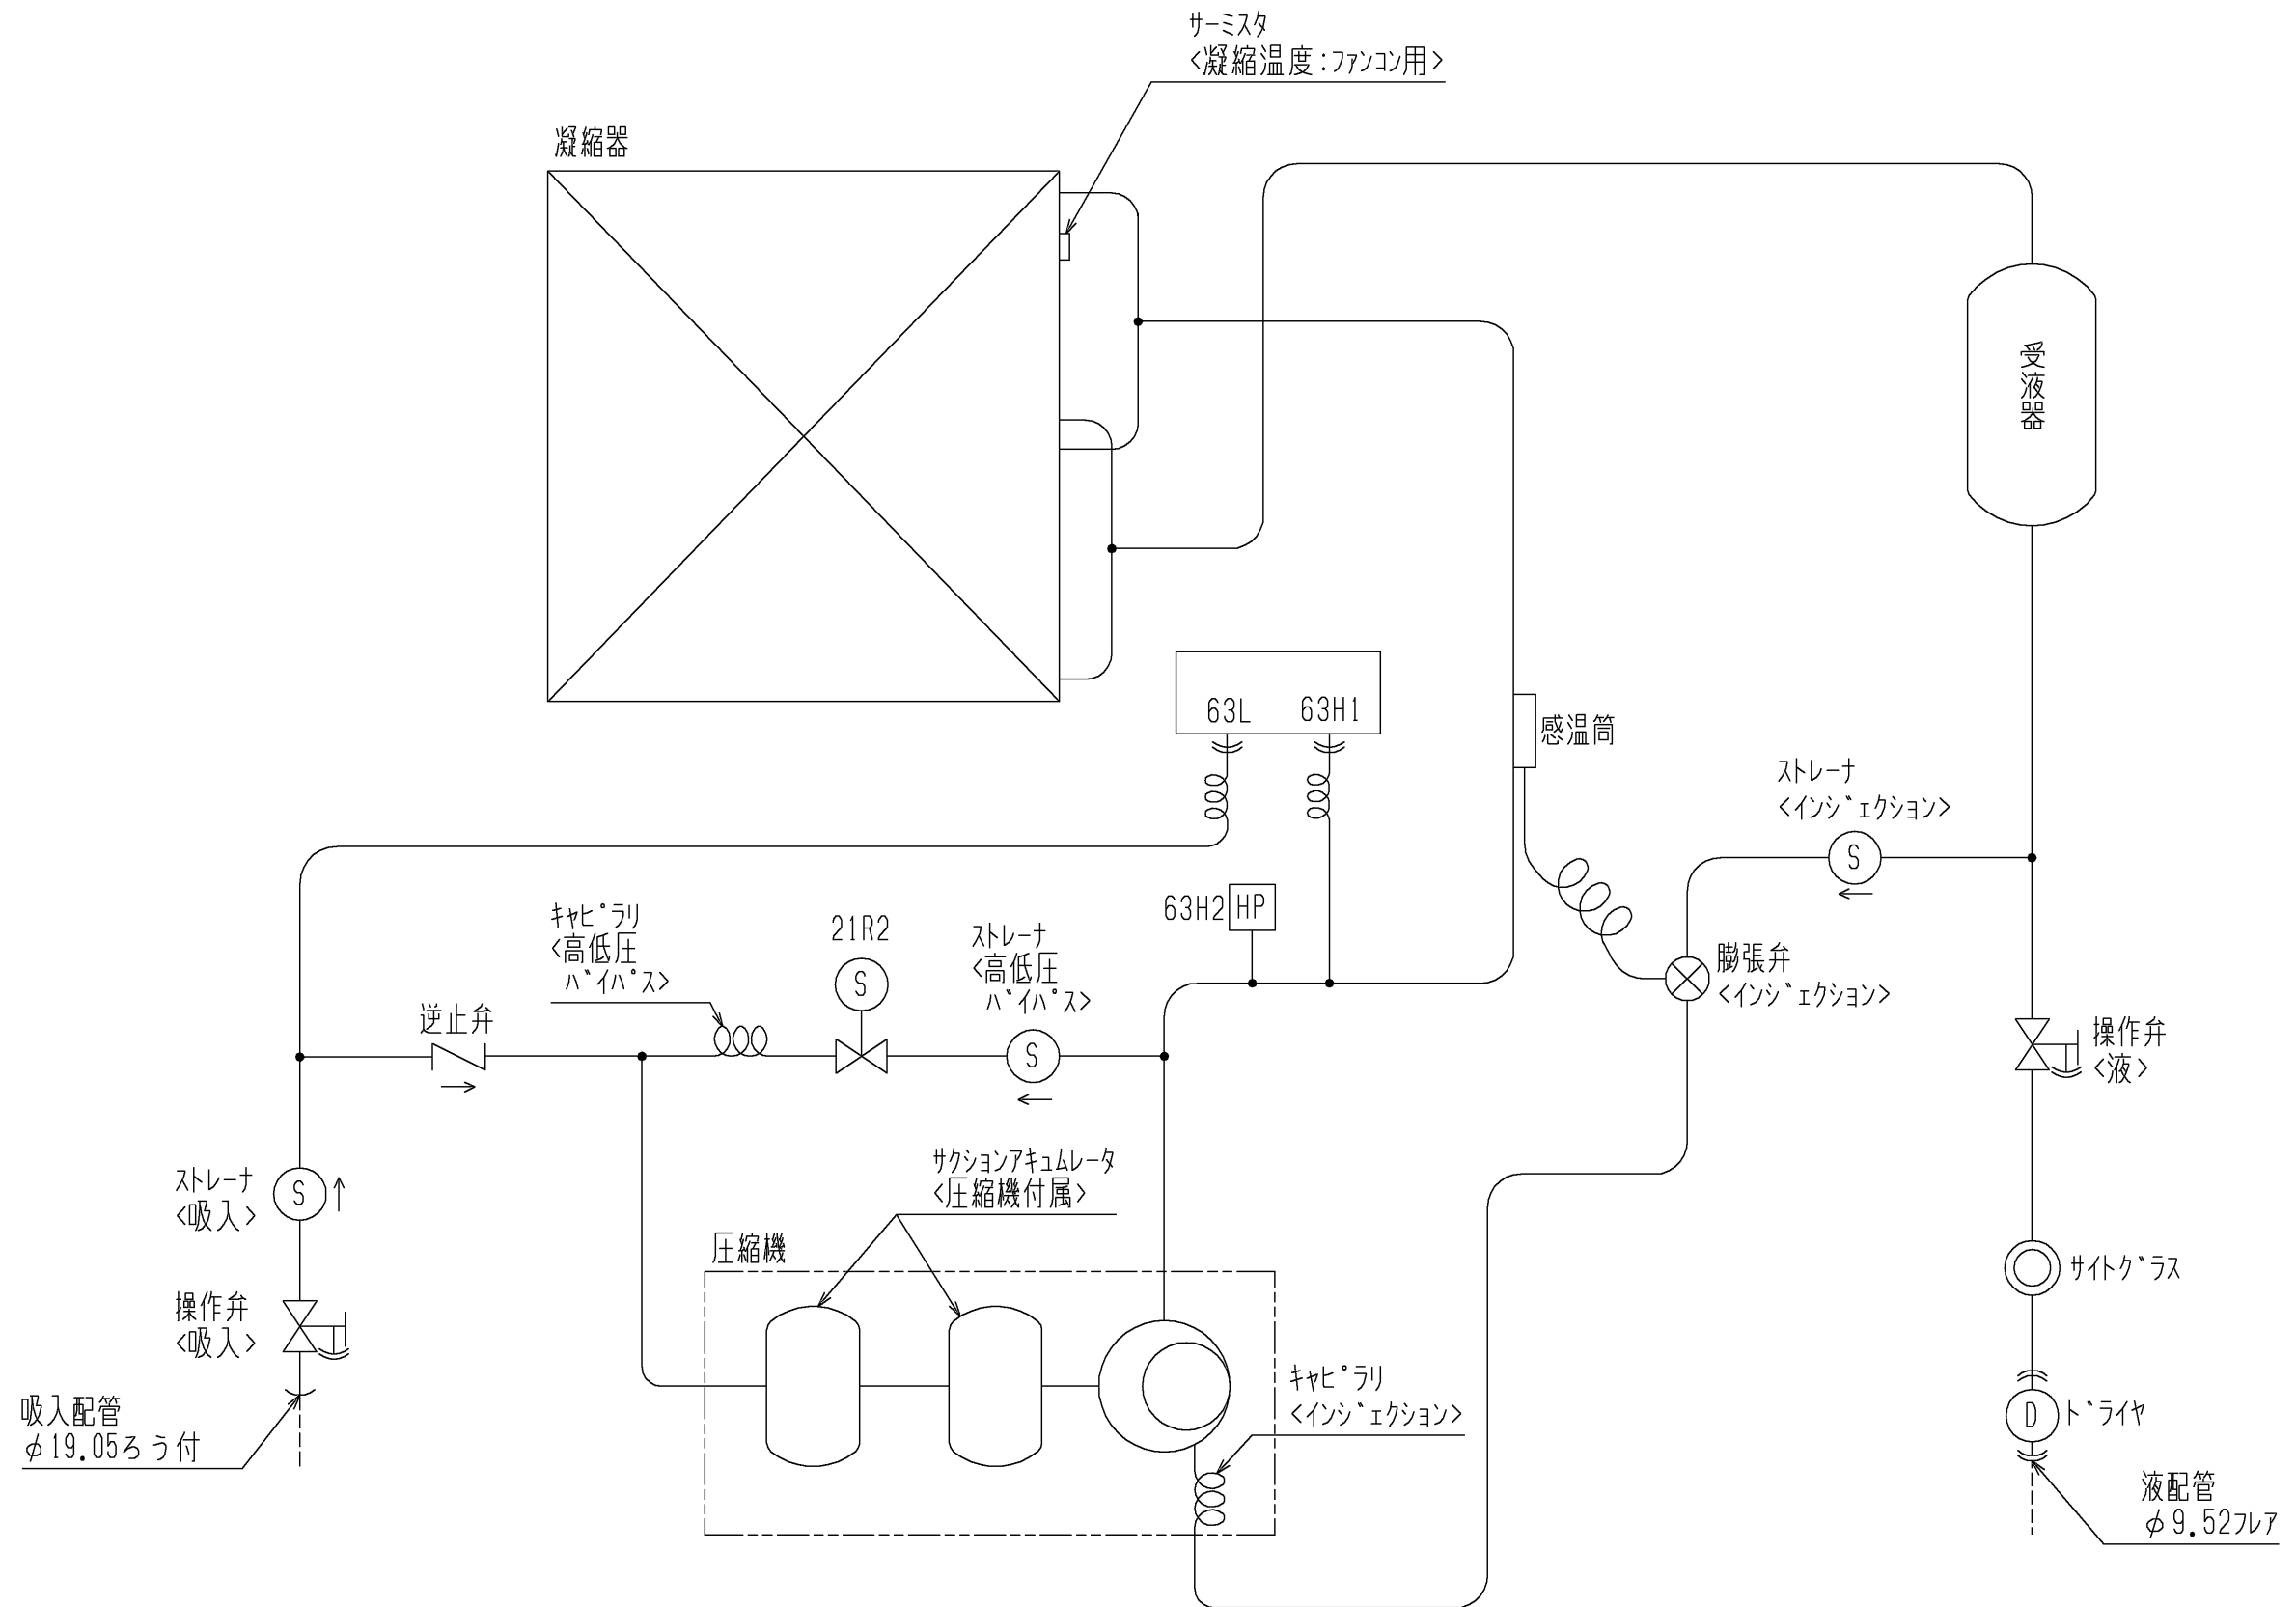 サーミスタ
<凝縮温度:ファンコン用>
凝縮器
受液器
63L
63H1
感温筒
ストレーナ
<インジェクション>
S
63H2
HP
キャピラリ
<高低圧
バイパス>
21R2
S
ストレーナ
<高低圧
バイパス>
膨張弁
<インジェクション>
逆止弁
S
操作弁
<液>
ストレーナ
<吸入>
S
サクションアキュムレータ
<圧縮機付属>
圧縮機
サイトグラス
操作弁
<吸入>
キャピラリ
<インジェクション>
吸入配管
φ19.05ろう付
D
ドライヤ
液配管
φ9.52フレア